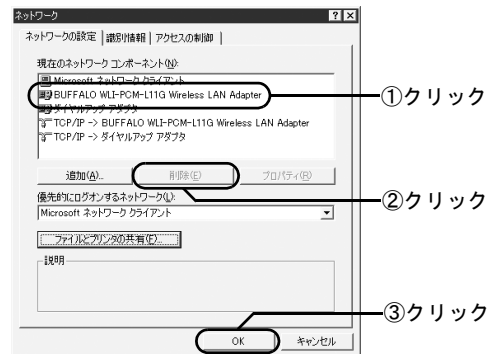 ネットワーク
ネットワークの設定 識別情報 アクセスの制御
現在のネットワーク コンポーネント(N):
Microsoft ネットワーク クライアント
BUFFALO WLI-PCM-L11G Wireless LAN Adapter
ダイヤルアップ アダプタ
TCP/IP -> BUFFALO WLI-PCM-L11G Wireless LAN Adapter
TCP/IP -> ダイヤルアップ アダプタ
①クリック
追加(A)... 削除(E) プロパティ(R)
優先的にログオンするネットワーク(L):
Microsoft ネットワーク クライアント
②クリック
ファイルとプリンタの共有(F)...
説明
③クリック
OK キャンセル